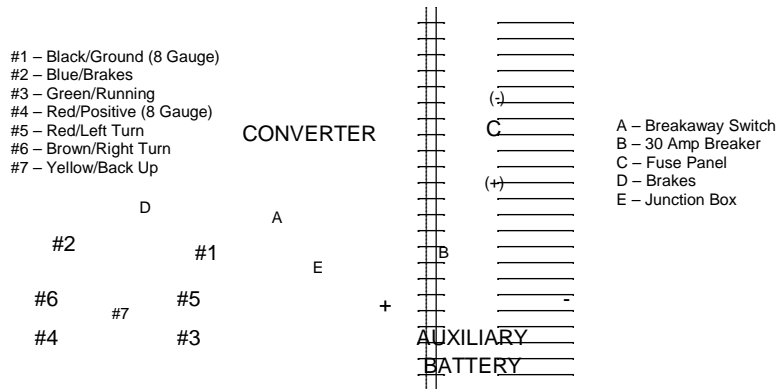 #1 – Black/Ground (8 Gauge)
#2 – Blue/Brakes
#3 – Green/Running
#4 – Red/Positive (8 Gauge)
#5 – Red/Left Turn
#6 – Brown/Right Turn
#7 – Yellow/Back Up
CONVERTER
(-)
C
(+)
A – Breakaway Switch
B – 30 Amp Breaker
C – Fuse Panel
D – Brakes
E – Junction Box
D
A
#2
#1
E
B
#6
#7
#5
+
-
#4
#3
AUXILIARY
BATTERY